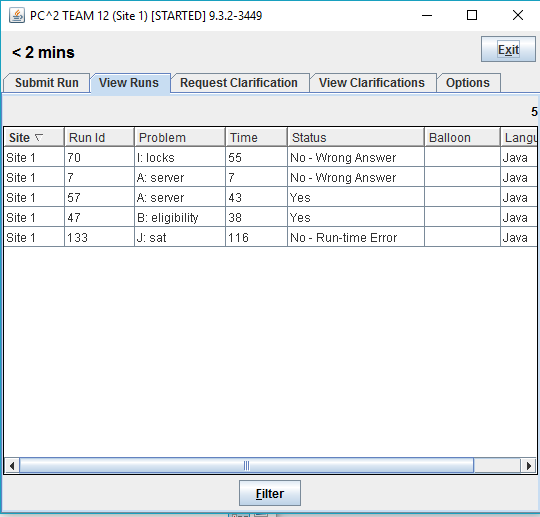 PC^2 TEAM 12 (Site 1) [STARTED] 9.3.2-3449
< 2 mins Exit
Submit Run View Runs Request Clarification View Clarifications Options
5
Site Run Id Problem Time Status Balloon Langu
Site 1 70 I: locks 55 No - Wrong Answer Java
Site 1 7 A: server 7 No - Wrong Answer Java
Site 1 57 A: server 43 Yes Java
Site 1 47 B: eligibility 38 Yes Java
Site 1 133 J: sat 116 No - Run-time Error Java
Filter